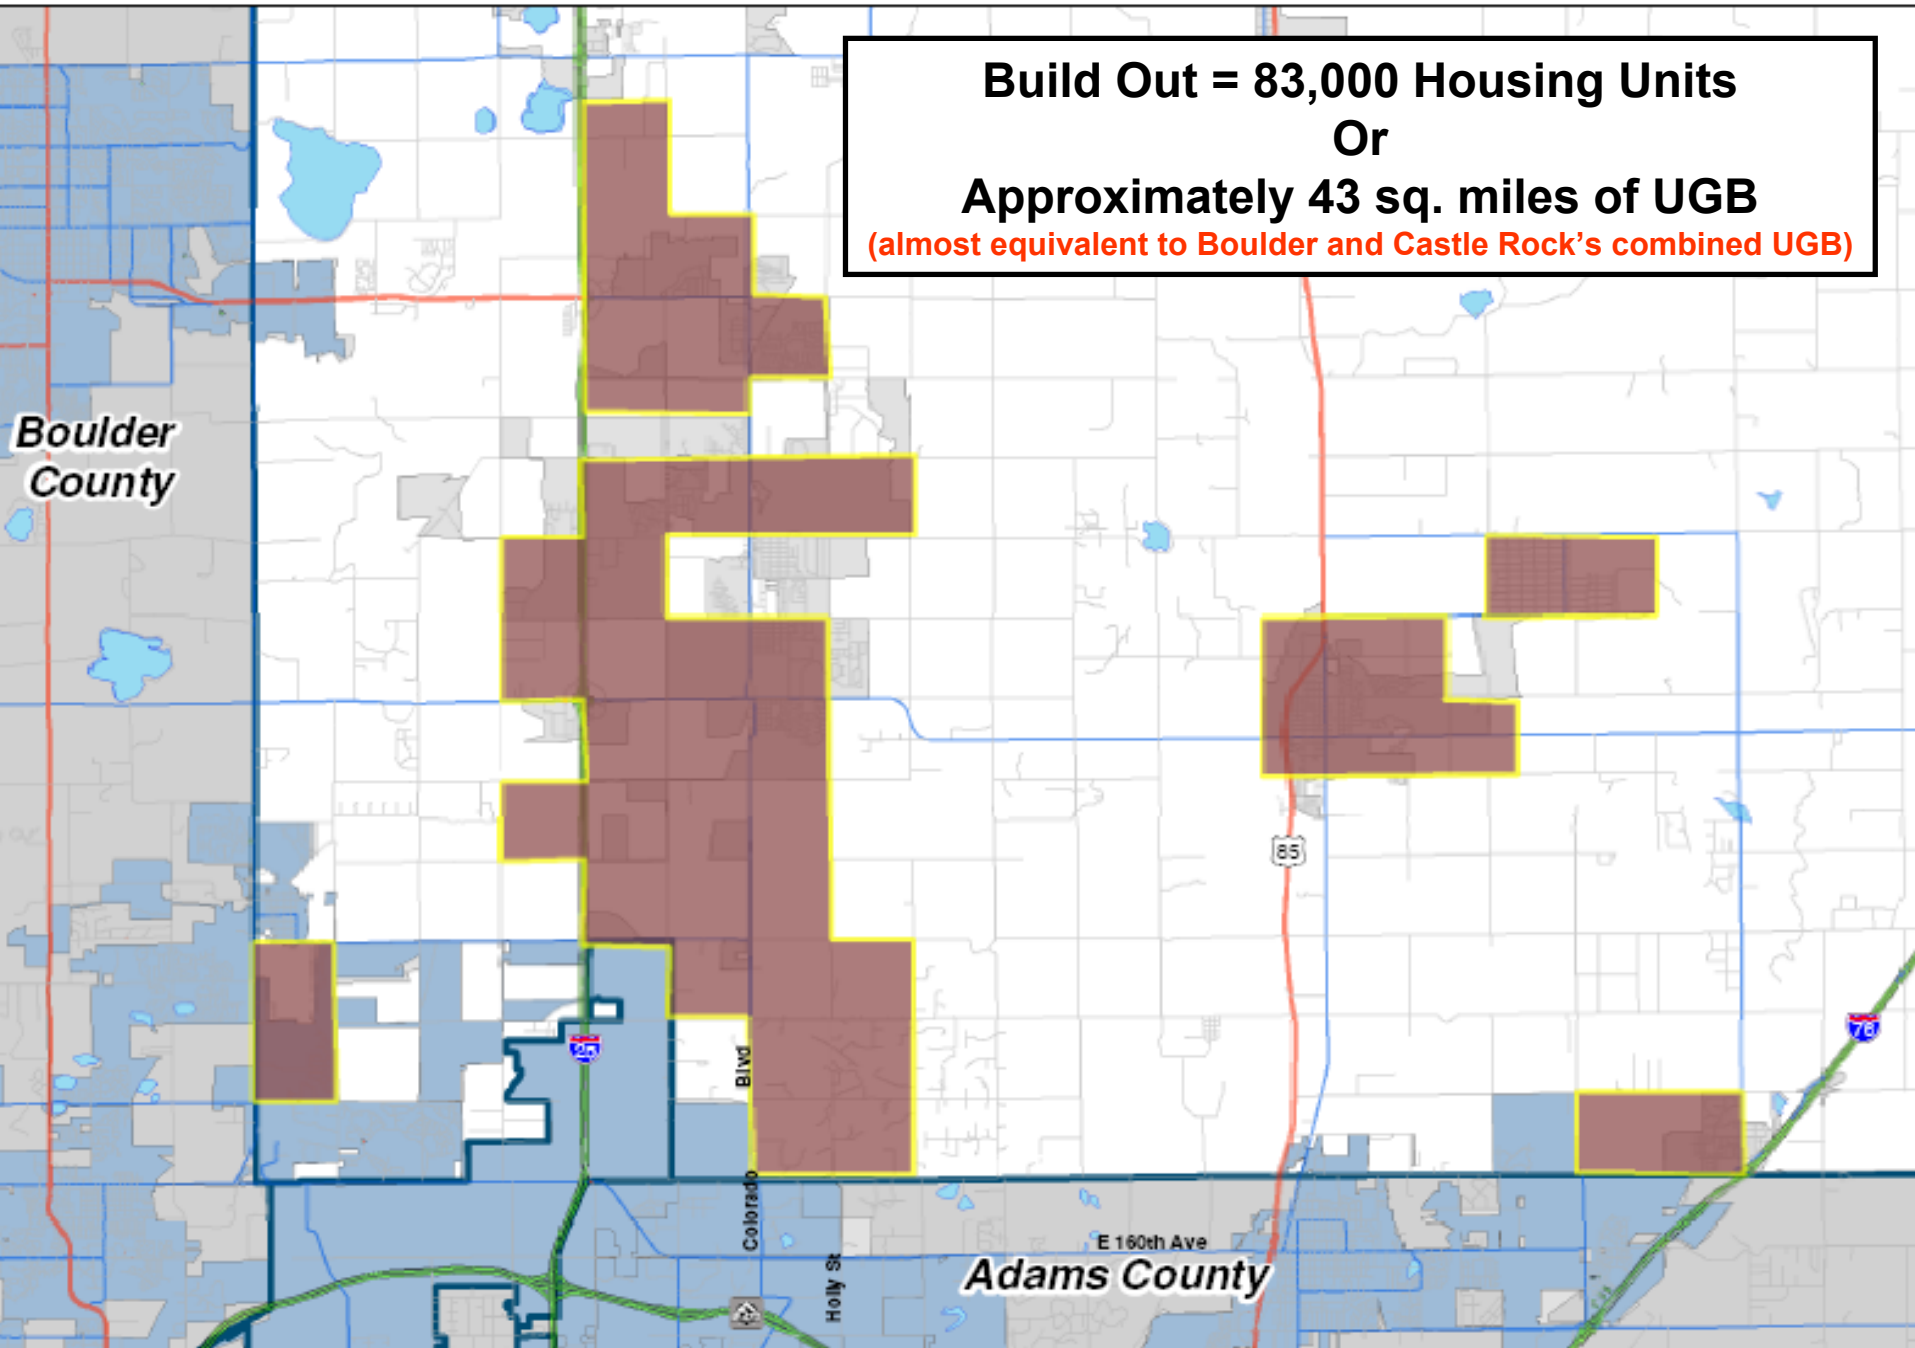 Build Out = 83,000 Housing Units
Or
Approximately 43 sq. miles of UGB
(almost equivalent to Boulder and Castle Rock's combined UGB)
Boulder
County
85
76
25
Blvd
Colorado
Holly St
E 160th Ave
Adams County